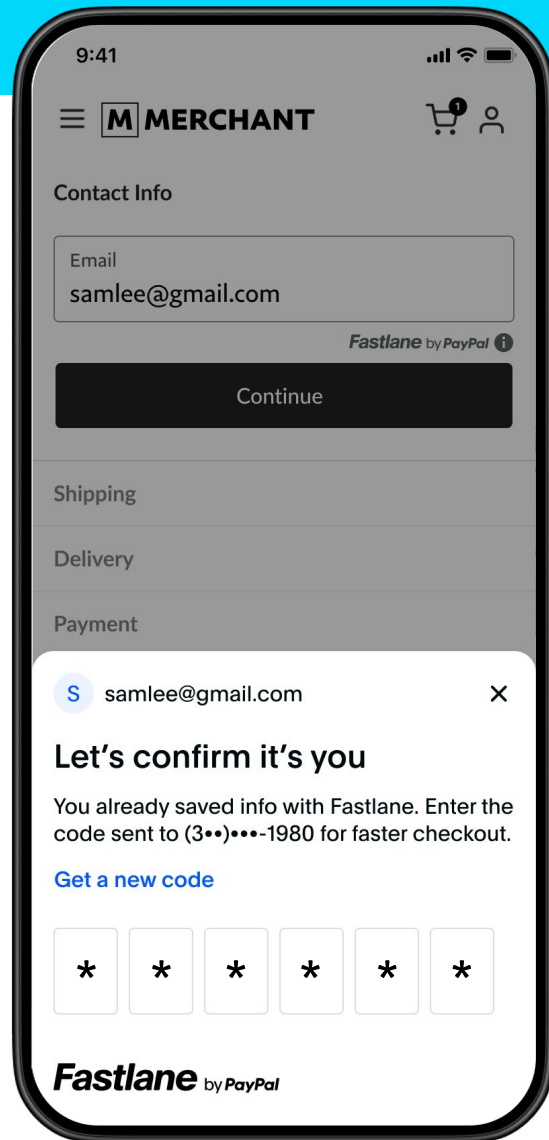 9:41
M MERCHANT
1
Contact Info
Email
samlee@gmail.com
Fastlane by PayPal i
Continue
Shipping
Delivery
Payment
S samlee@gmail.com
Let's confirm it's you
You already saved info with Fastlane. Enter the
code sent to (3••)•••-1980 for faster checkout.
Get a new code
* * * * * *
Fastlane by PayPal